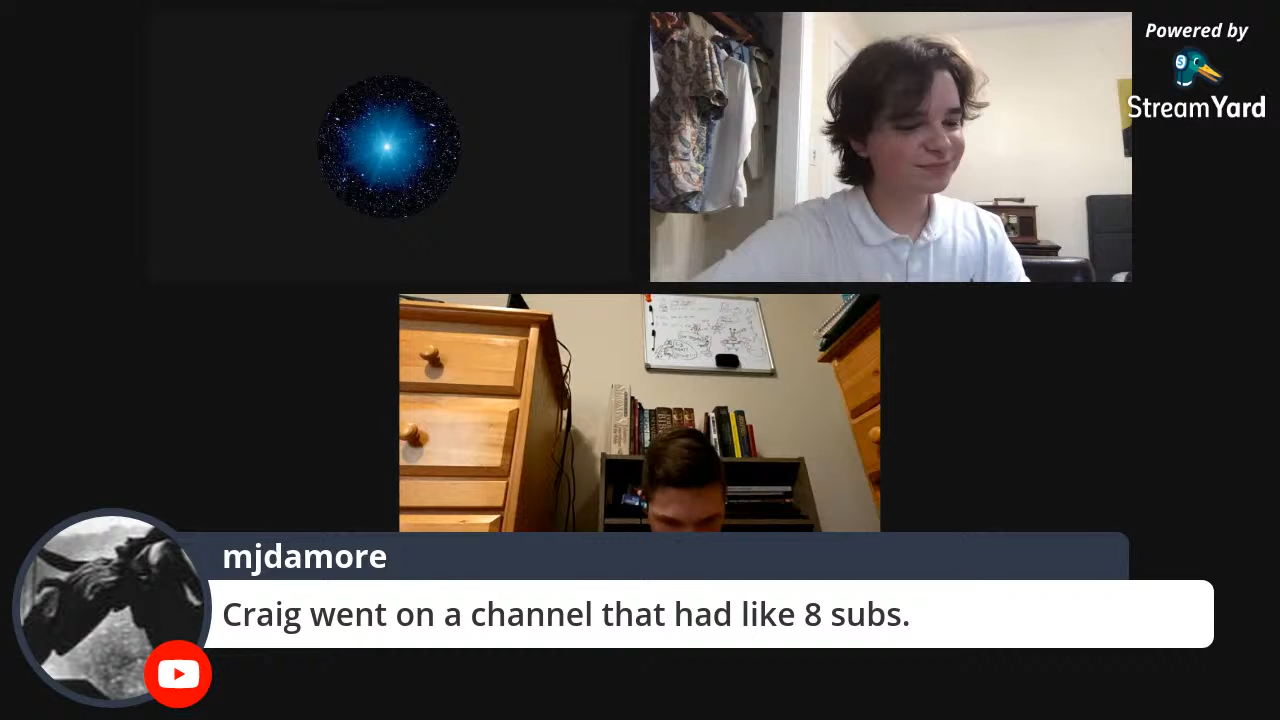 Powered by
StreamYard
mjdamore
Craig went on a channel that had like 8 subs.